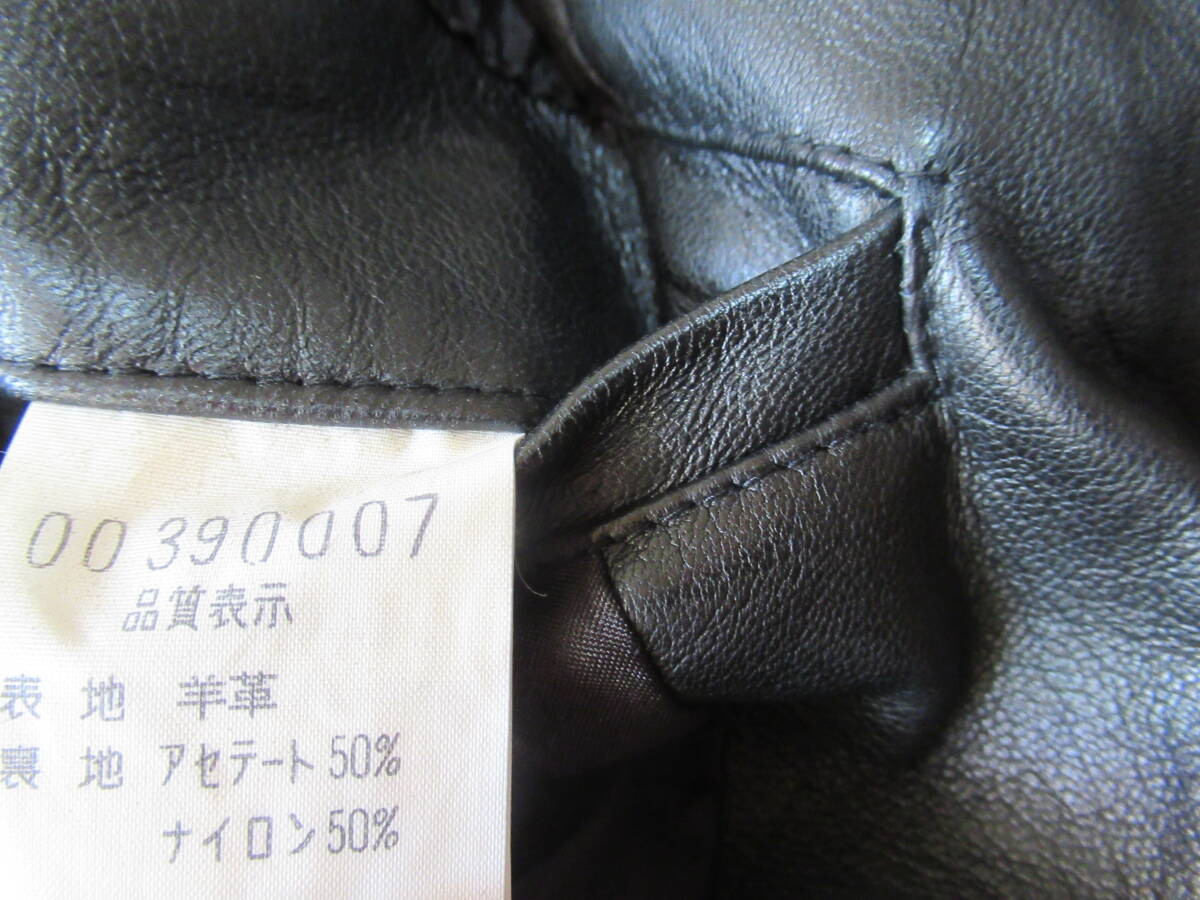 00390007
品質表示
表 地 羊革
裏 地 アセテート50%
ナイロン50%